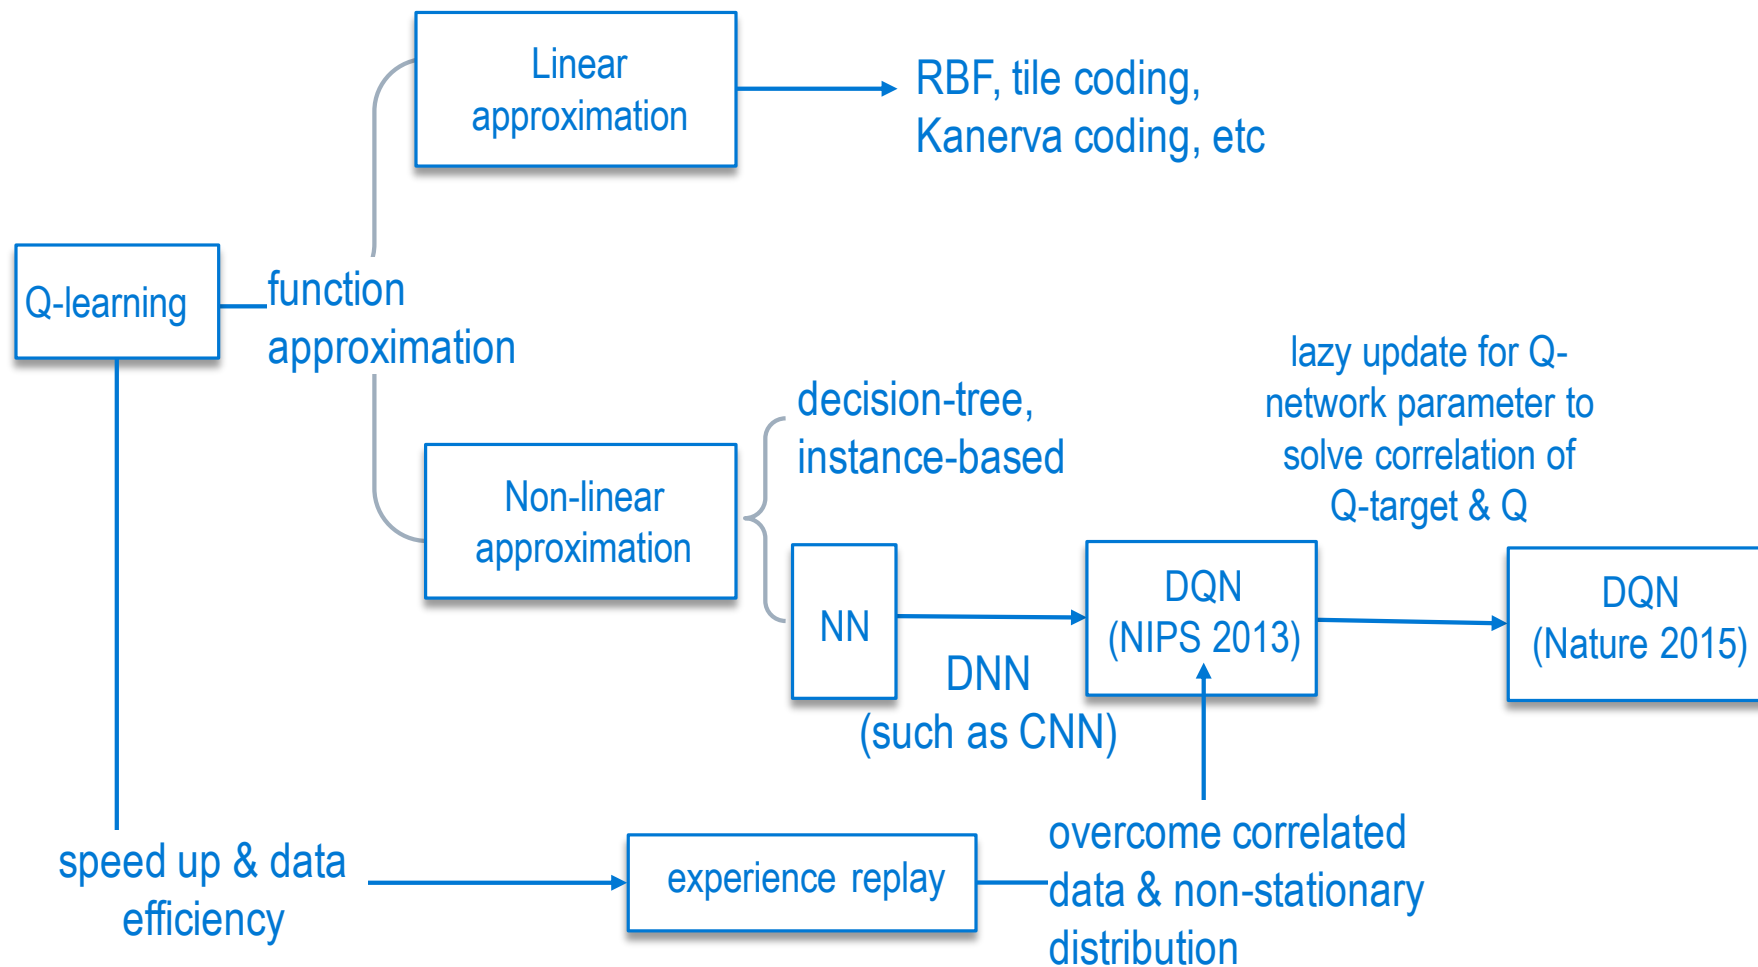 Linear
approximation
RBF, tile coding,
Kanerva coding, etc
Q-learning
function
approximation
lazy update for Q-
network parameter to
solve correlation of
Q-target & Q
decision-tree,
instance-based
Non-linear
approximation
NN
DNN
(such as CNN)
DQN
(NIPS 2013)
DQN
(Nature 2015)
speed up & data
efficiency
experience replay
overcome correlated
data & non-stationary
distribution